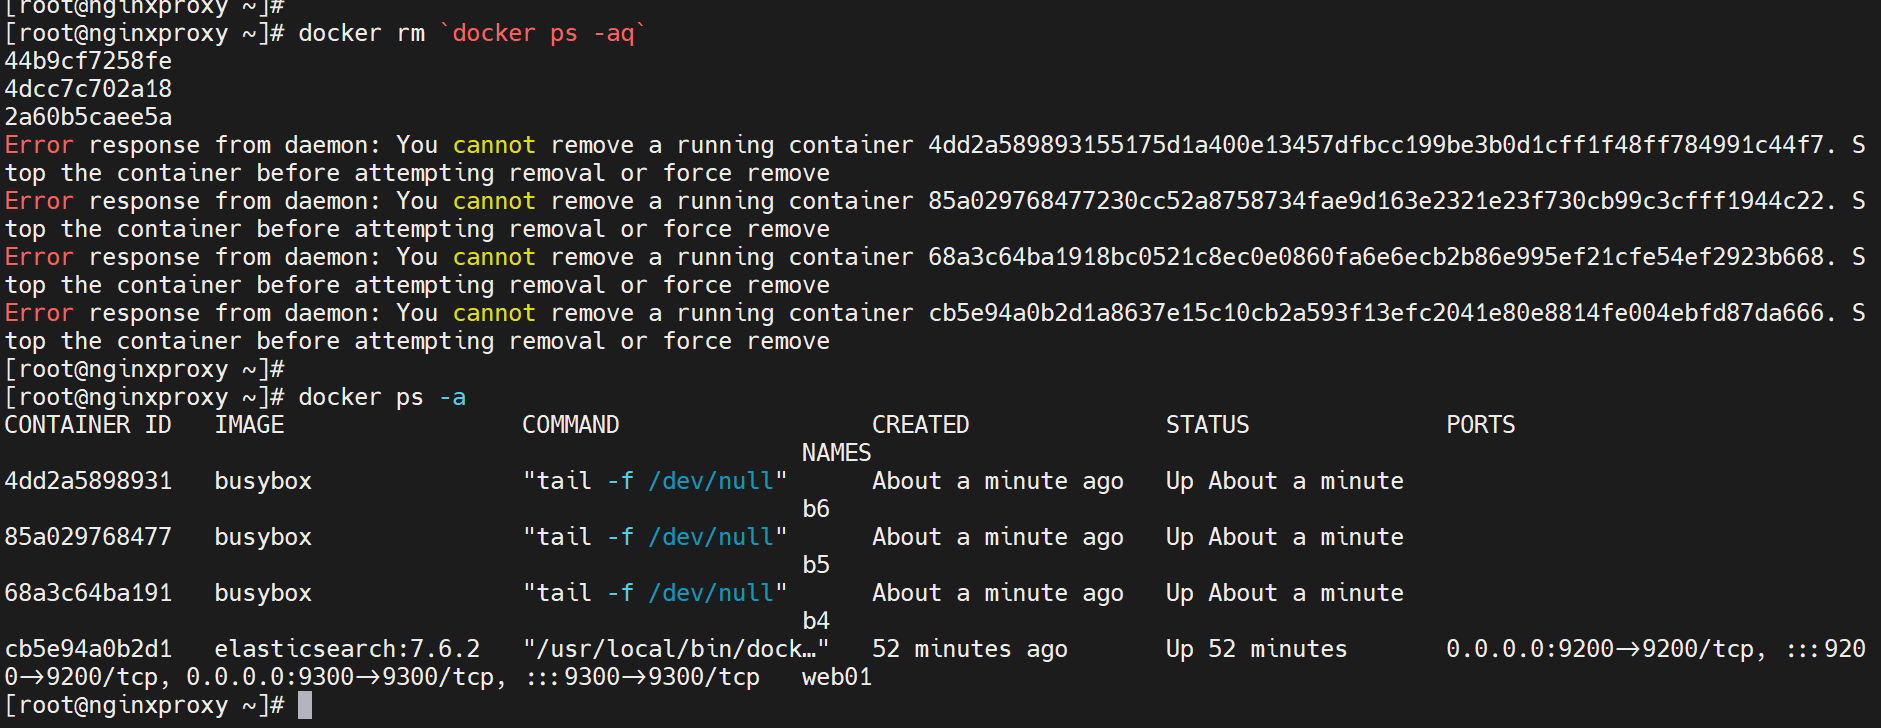 [root@nginxproxy ~]#
[root@nginxproxy ~]# docker rm `docker ps -aq`
44b9cf7258fe
4dcc7c702a18
2a60b5caee5a
Error response from daemon: You cannot remove a running container 4dd2a589893155175d1a400e13457dfbcc199be3b0d1cff1f48ff784991c44f7. S
top the container before attempting removal or force remove
Error response from daemon: You cannot remove a running container 85a029768477230cc52a8758734fae9d163e2321e23f730cb99c3cfff1944c22. S
top the container before attempting removal or force remove
Error response from daemon: You cannot remove a running container 68a3c64ba1918bc0521c8ec0e0860fa6e6ecb2b86e995ef21cfe54ef2923b668. S
top the container before attempting removal or force remove
Error response from daemon: You cannot remove a running container cb5e94a0b2d1a8637e15c10cb2a593f13efc2041e80e8814fe004ebfd87da666. S
top the container before attempting removal or force remove
[root@nginxproxy ~]#
[root@nginxproxy ~]# docker ps -a
CONTAINER ID   IMAGE                 COMMAND                  CREATED              STATUS              PORTS
                                                         NAMES
4dd2a5898931   busybox               "tail -f /dev/null"      About a minute ago   Up About a minute
                                                         b6
85a029768477   busybox               "tail -f /dev/null"      About a minute ago   Up About a minute
                                                         b5
68a3c64ba191   busybox               "tail -f /dev/null"      About a minute ago   Up About a minute
                                                         b4
cb5e94a0b2d1   elasticsearch:7.6.2   "/usr/local/bin/dock…"   52 minutes ago       Up 52 minutes       0.0.0.0:9200->9200/tcp, :::920
0->9200/tcp, 0.0.0.0:9300->9300/tcp, :::9300->9300/tcp   web01
[root@nginxproxy ~]#